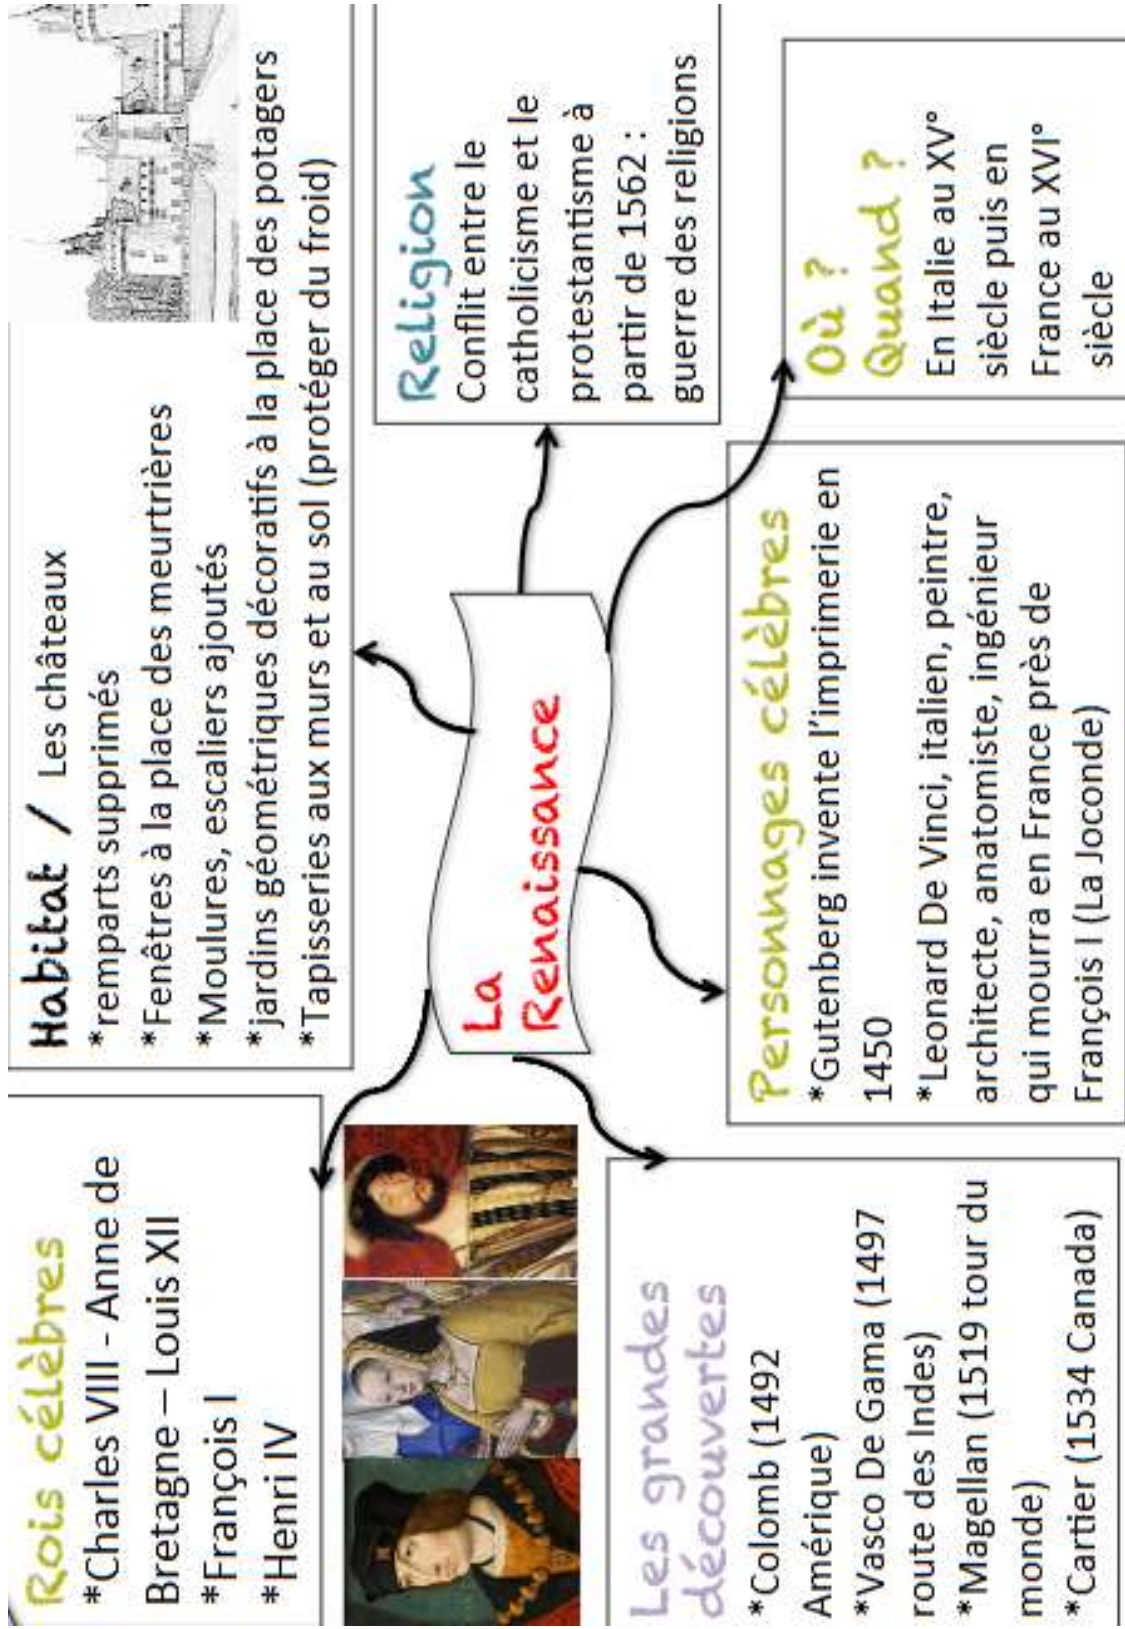 Rois célèbres
*Charles VIII - Anne de
Bretagne – Louis XII
*François I
*Henri IV
Habitat / Les châteaux
*remparts supprimés
*Fenêtres à la place des meurtrières
*Moulures, escaliers ajoutés
*jardins géométriques décoratifs à la place des potagers
*Tapisseries aux murs et au sol (protéger du froid)
La
Renaissance
Religion
Conflit entre le
catholicisme et le
protestantisme à
partir de 1562 :
guerre des religions
Les grandes
découvertes
*Colomb (1492
Amérique)
*Vasco De Gama (1497
route des Indes)
*Magellan (1519 tour du
monde)
*Cartier (1534 Canada)
Personnages célèbres
*Gutenberg invente l'imprimerie en
1450
*Leonard De Vinci, italien, peintre,
architecte, anatomiste, ingénieur
qui mourra en France près de
François I (La Joconde)
Où ?
Quand ?
En Italie au XV°
siècle puis en
France au XVI°
siècle